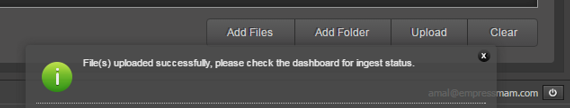 Add Files
Add Folder
Upload
Clear
File(s) uploaded successfully, please check the dashboard for ingest status.
x
amal@empressmam.com